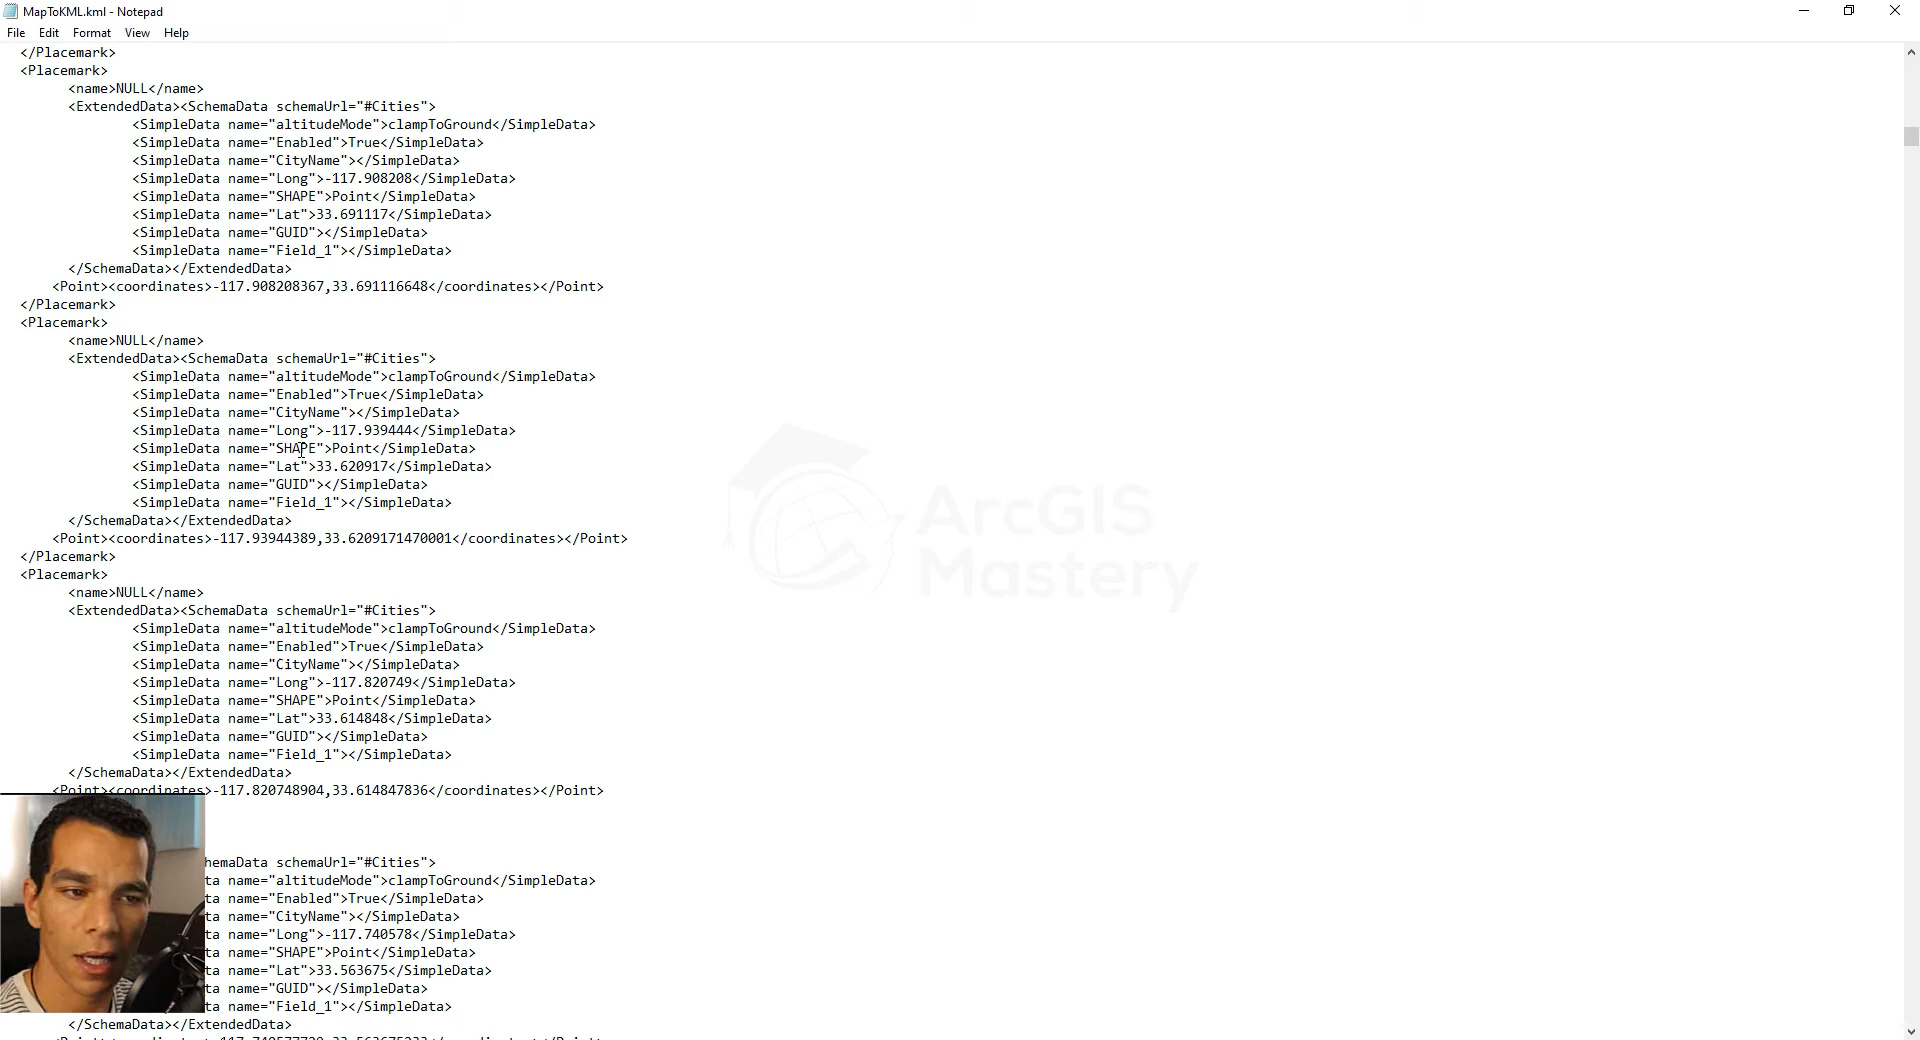 MapToKML.kml - Notepad
File Edit Format View Help
</Placemark>
<Placemark>
<name>NULL</name>
<ExtendedData><SchemaData schemaUrl="#Cities">
<SimpleData name="altitudeMode">clampToGround</SimpleData>
<SimpleData name="Enabled">True</SimpleData>
<SimpleData name="CityName"></SimpleData>
<SimpleData name="Long">-117.908208</SimpleData>
<SimpleData name="SHAPE">Point</SimpleData>
<SimpleData name="Lat">33.691117</SimpleData>
<SimpleData name="GUID"></SimpleData>
<SimpleData name="Field_1"></SimpleData>
</SchemaData></ExtendedData>
<Point><coordinates>-117.908208367,33.691116648</coordinates></Point>
</Placemark>
<Placemark>
<name>NULL</name>
<ExtendedData><SchemaData schemaUrl="#Cities">
<SimpleData name="altitudeMode">clampToGround</SimpleData>
<SimpleData name="Enabled">True</SimpleData>
<SimpleData name="CityName"></SimpleData>
<SimpleData name="Long">-117.939444</SimpleData>
<SimpleData name="SHAPE">Point</SimpleData>
<SimpleData name="Lat">33.620917</SimpleData>
<SimpleData name="GUID"></SimpleData>
<SimpleData name="Field_1"></SimpleData>
</SchemaData></ExtendedData>
<Point><coordinates>-117.93944389,33.6209171470001</coordinates></Point>
</Placemark>
<Placemark>
<name>NULL</name>
<ExtendedData><SchemaData schemaUrl="#Cities">
<SimpleData name="altitudeMode">clampToGround</SimpleData>
<SimpleData name="Enabled">True</SimpleData>
<SimpleData name="CityName"></SimpleData>
<SimpleData name="Long">-117.820749</SimpleData>
<SimpleData name="SHAPE">Point</SimpleData>
<SimpleData name="Lat">33.614848</SimpleData>
<SimpleData name="GUID"></SimpleData>
<SimpleData name="Field_1"></SimpleData>
</SchemaData></ExtendedData>
<Point><coordinates>-117.820748904,33.614847836</coordinates></Point>
hemaData schemaUrl="#Cities">
ta name="altitudeMode">clampToGround</SimpleData>
ta name="Enabled">True</SimpleData>
ta name="CityName"></SimpleData>
ta name="Long">-117.740578</SimpleData>
ta name="SHAPE">Point</SimpleData>
ta name="Lat">33.563675</SimpleData>
ta name="GUID"></SimpleData>
ta name="Field_1"></SimpleData>
</SchemaData></ExtendedData>
ArcGIS
Mastery